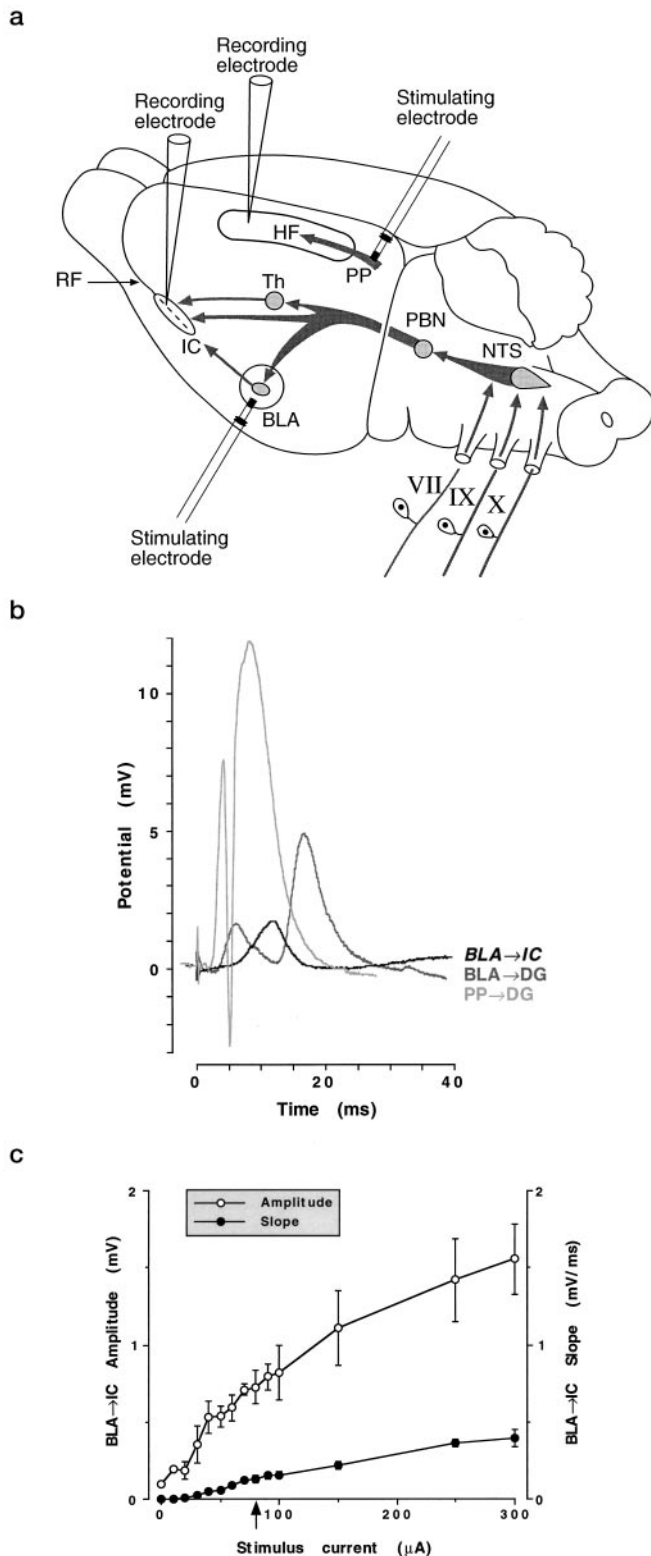 a
Recording
electrode
Recording
electrode
Stimulating
electrode
HF
PP
RF
Th
PBN
NTS
IC
BLA
VII
IX
X
Stimulating
electrode
b
10
5
0
Potential (mV)
BLA→IC
BLA→DG
PP→DG
0 20 40
Time (ms)
c
2 2
Amplitude
Slope
BLA→IC Amplitude (mV)
BLA→IC Slope (mV/ms)
1 1
0 0
0 100 200 300
Stimulus current (μA)